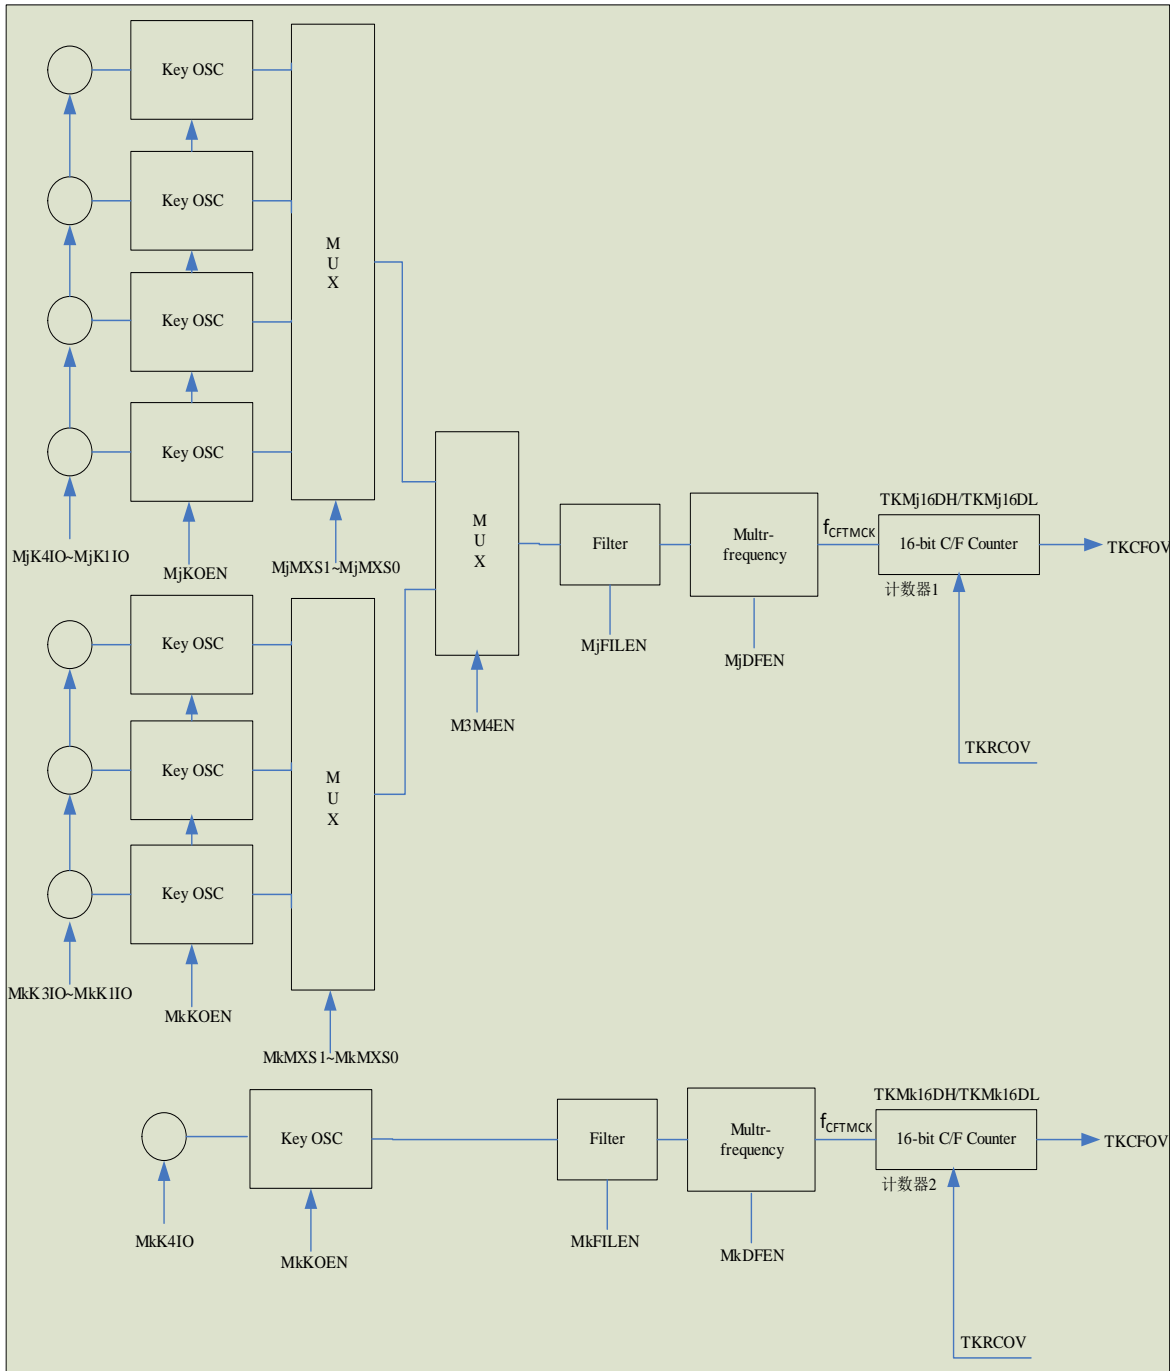 Key OSC
Key OSC
Key OSC
Key OSC
M
U
X
MjK4IO~MjK1IO
MjKOEN
MjMXS1~MjMXS0
Key OSC
Key OSC
Key OSC
M
U
X
MkK3IO~MkK1IO
MkKOEN
MkMXS1~MkMXS0
M
U
X
M3M4EN
Filter
MjFILEN
Multr-
frequency
MjDFEN
fCFTMCK
TKMj16DH/TKMj16DL
16-bit C/F Counter
计数器1
TKCFOV
TKRCOV
MkK4IO
Key OSC
MkKOEN
Filter
MkFILEN
Multr-
frequency
MkDFEN
fCFTMCK
TKMk16DH/TKMk16DL
16-bit C/F Counter
计数器2
TKCFOV
TKRCOV